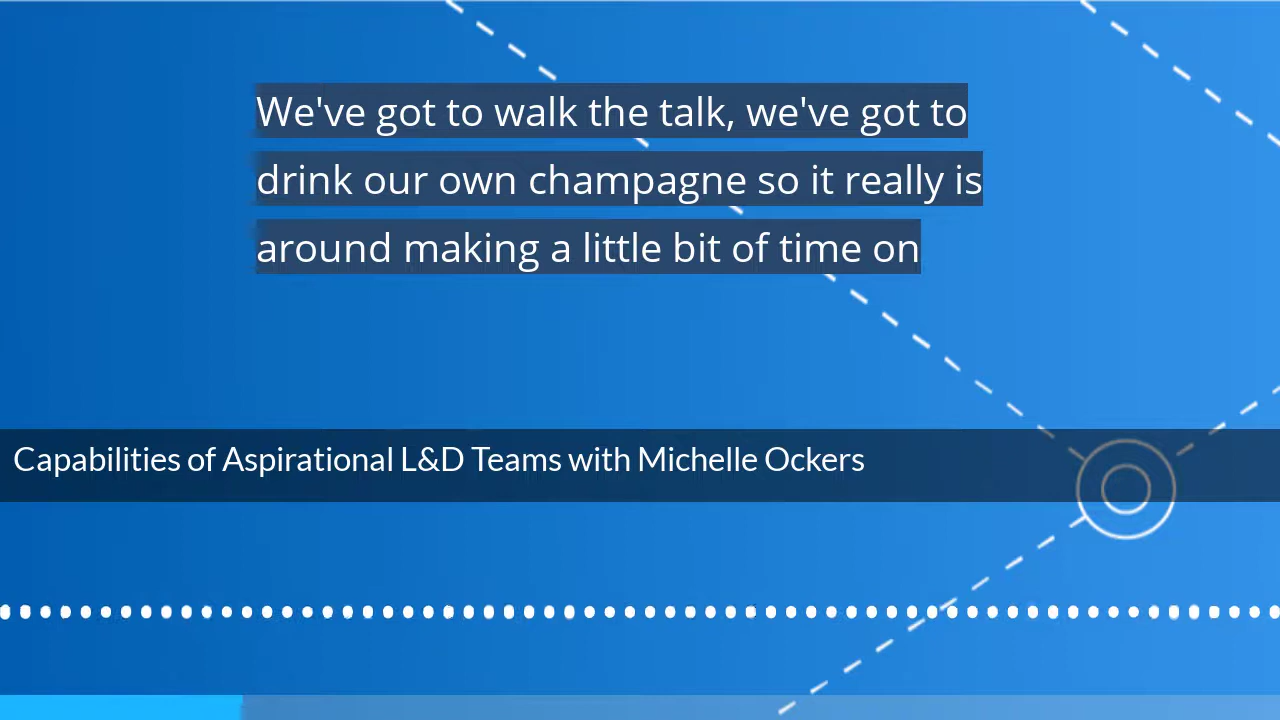 We've got to walk the talk, we've got to
drink our own champagne so it really is
around making a little bit of time on
Capabilities of Aspirational L&D Teams with Michelle Ockers